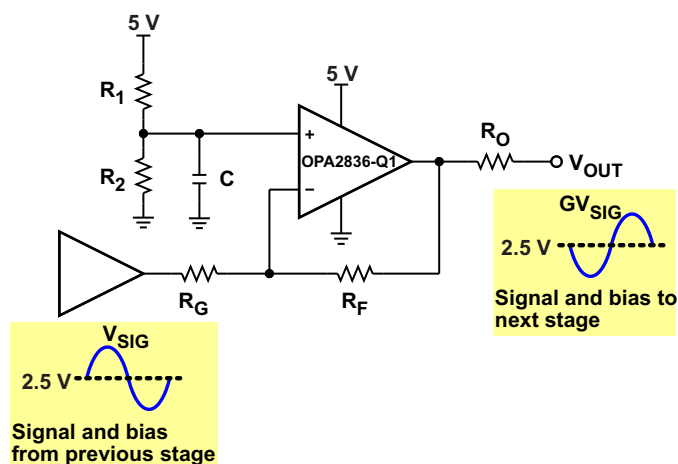 5 V
R1
5 V
+
OPA2836-Q1
RO
VOUT
R2
C
−
GVSIG
2.5 V
RG
RF
Signal and bias to
next stage
VSIG
2.5 V
Signal and bias
from previous stage